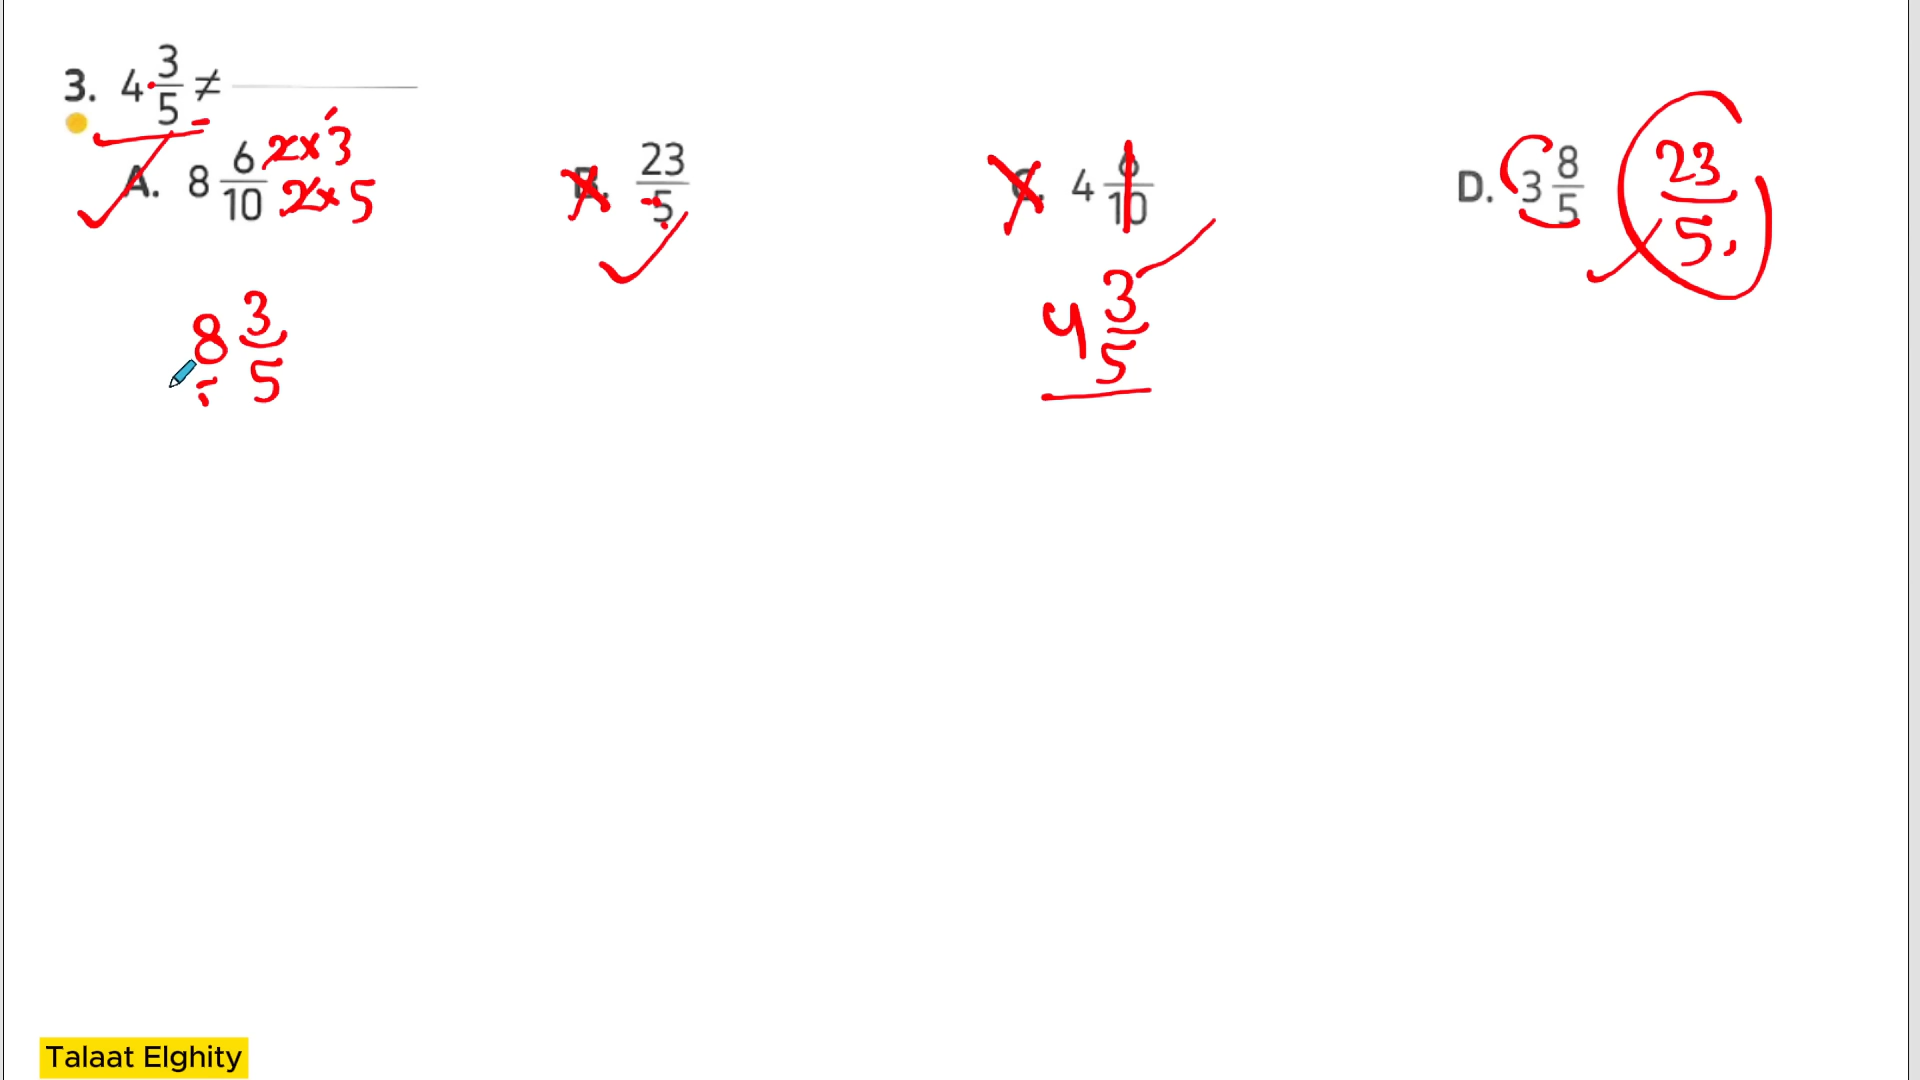 3. 4 3/5 ≠ ________
A. 8 6/10 2×3 / 2×5
B. 23/5
C. 4 6/10
D. 3 8/5 23/5
8 3/5
4 3/5
Talaat Elghity